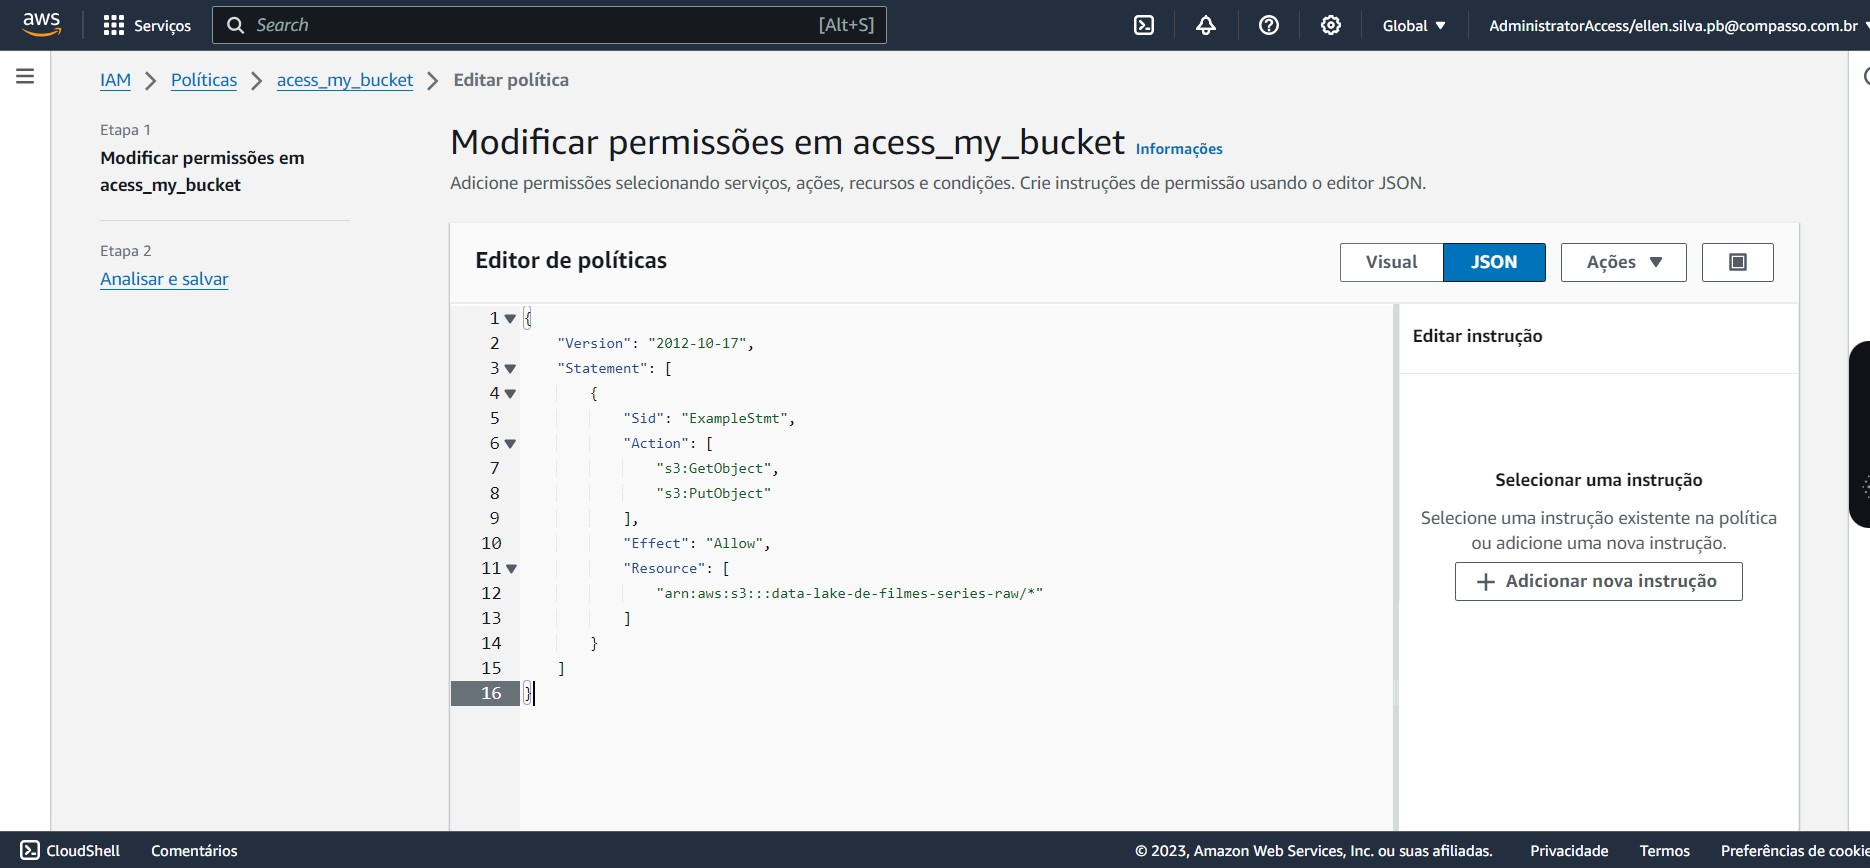 aws
Serviços
Search
[Alt+S]
Global
AdministratorAccess/ellen.silva.pb@compasso.com.br
IAM > Políticas > acess_my_bucket > Editar política
Etapa 1
Modificar permissões em
acess_my_bucket
Etapa 2
Analisar e salvar
Modificar permissões em acess_my_bucket Informações
Adicione permissões selecionando serviços, ações, recursos e condições. Crie instruções de permissão usando o editor JSON.
Editor de políticas
Visual
JSON
Ações
1 {
2 "Version": "2012-10-17",
3 "Statement": [
4 {
5 "Sid": "ExampleStmt",
6 "Action": [
7 "s3:GetObject",
8 "s3:PutObject"
9 ],
10 "Effect": "Allow",
11 "Resource": [
12 "arn:aws:s3:::data-lake-de-filmes-series-raw/*"
13 ]
14 }
15 ]
16 }
Editar instrução
Selecionar uma instrução
Selecione uma instrução existente na política
ou adicione uma nova instrução.
+ Adicionar nova instrução
CloudShell
Comentários
© 2023, Amazon Web Services, Inc. ou suas afiliadas.
Privacidade
Termos
Preferências de cookie